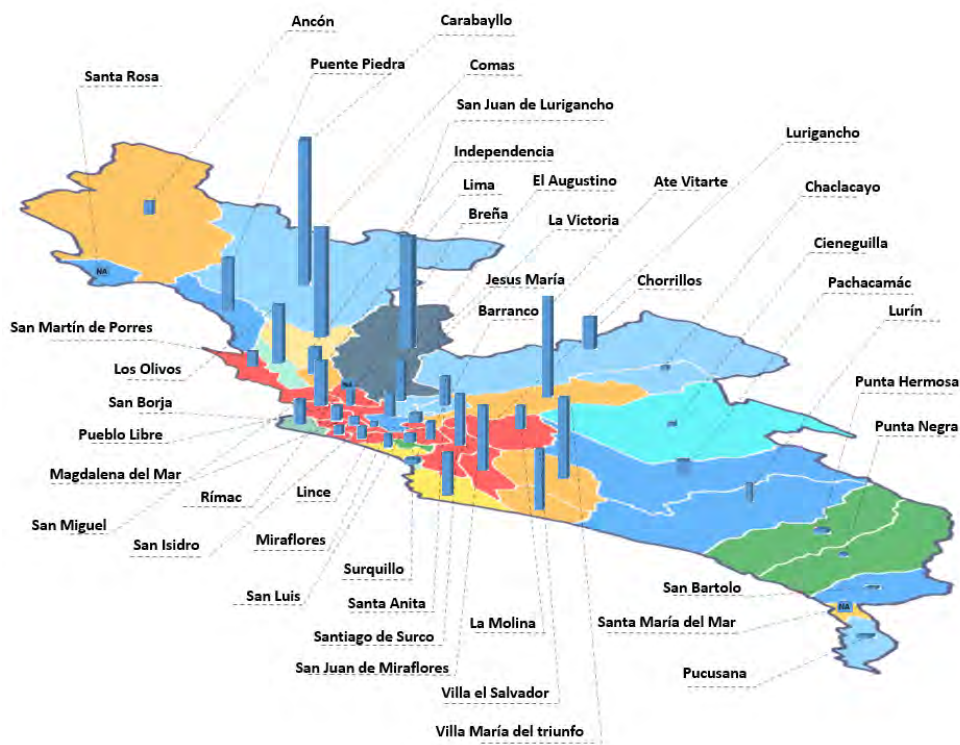 Ancón
Carabayllo
Santa Rosa
Puente Piedra
Comas
San Juan de Lurigancho
Independencia
Lurigancho
Lima
El Augustino
Ate Vitarte
Chaclacayo
Breña
La Victoria
Cieneguilla
NA
Jesus María
Chorrillos
Pachacamác
San Martín de Porres
Barranco
Lurín
Los Olivos
Punta Hermosa
NA
San Borja
Punta Negra
Pueblo Libre
Magdalena del Mar
Rímac
Lince
San Miguel
San Isidro
Miraflores
Surquillo
San Bartolo
San Luis
Santa Anita
NA
Santa María del Mar
Santiago de Surco
La Molina
San Juan de Miraflores
Pucusana
Villa el Salvador
Villa María del triunfo